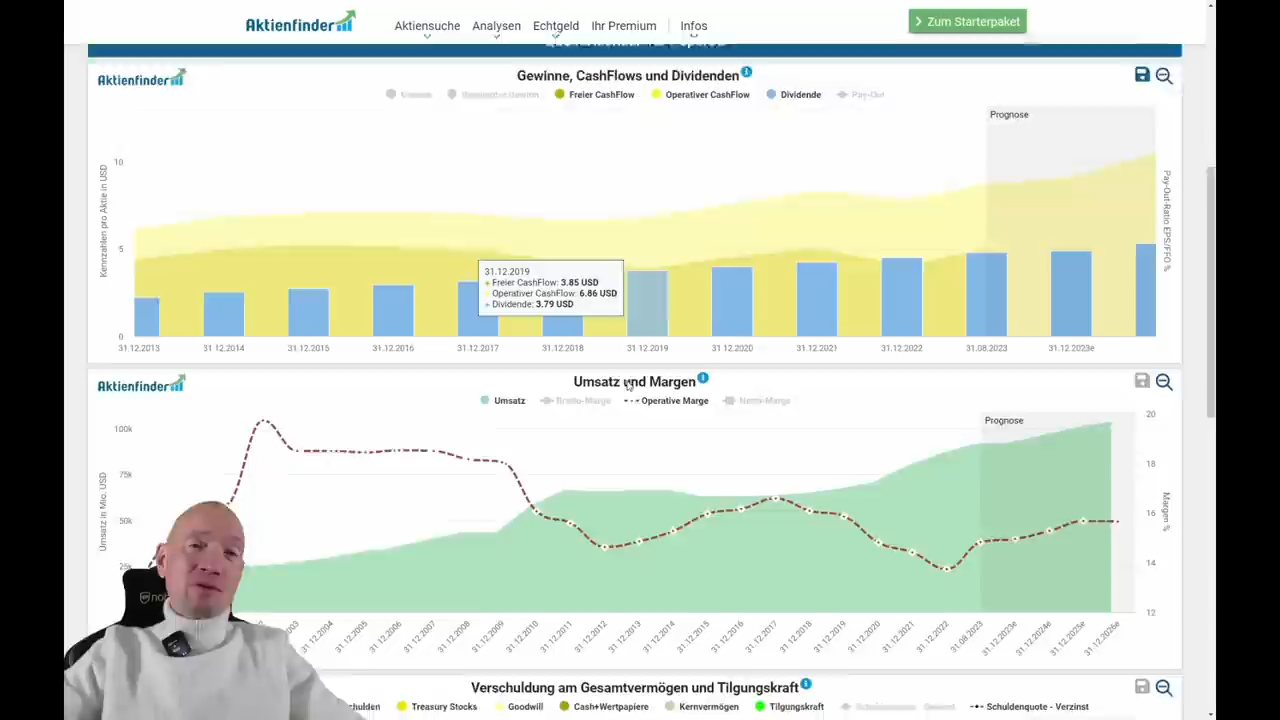 Aktienfinder
Aktiensuche Analysen Echtgeld Ihr Premium Infos
Zum Starterpaket
Aktienfinder
Gewinne, CashFlows und Dividenden
Gewinn Bereinigter Gewinn Freier CashFlow Operativer CashFlow Dividende Pay-Out
Prognose
Kennzahlen pro Aktie in USD
10
5
0
Pay-Out-Ratio EPS/FFO %
31.12.2019
Freier CashFlow: 3.85 USD
Operativer CashFlow: 6.86 USD
Dividende: 3.79 USD
31.12.2013 31.12.2014 31.12.2015 31.12.2016 31.12.2017 31.12.2018 31.12.2019 31.12.2020 31.12.2021 31.12.2022 31.08.2023 31.12.2023e
Aktienfinder
Umsatz und Margen
Umsatz Brutto-Marge Operative Marge Netto-Marge
Prognose
Umsatz in Mio. USD
100k
75k
50k
25k
20
18
16
14
12
Margen %
31.12.2004 31.12.2005 31.12.2006 31.12.2007 31.12.2008 31.12.2009 31.12.2010 31.12.2011 31.12.2012 31.12.2013 31.12.2014 31.12.2015 31.12.2016 31.12.2017 31.12.2018 31.12.2019 31.12.2020 31.12.2021 31.12.2022 31.08.2023 31.12.2023e 31.12.2024e 31.12.2025e 31.12.2026e
Verschuldung am Gesamtvermögen und Tilgungskraft
Treasury Stocks Goodwill Cash+Wertpapiere Kernvermögen Tilgungskraft Schuldenquote - Verzinst